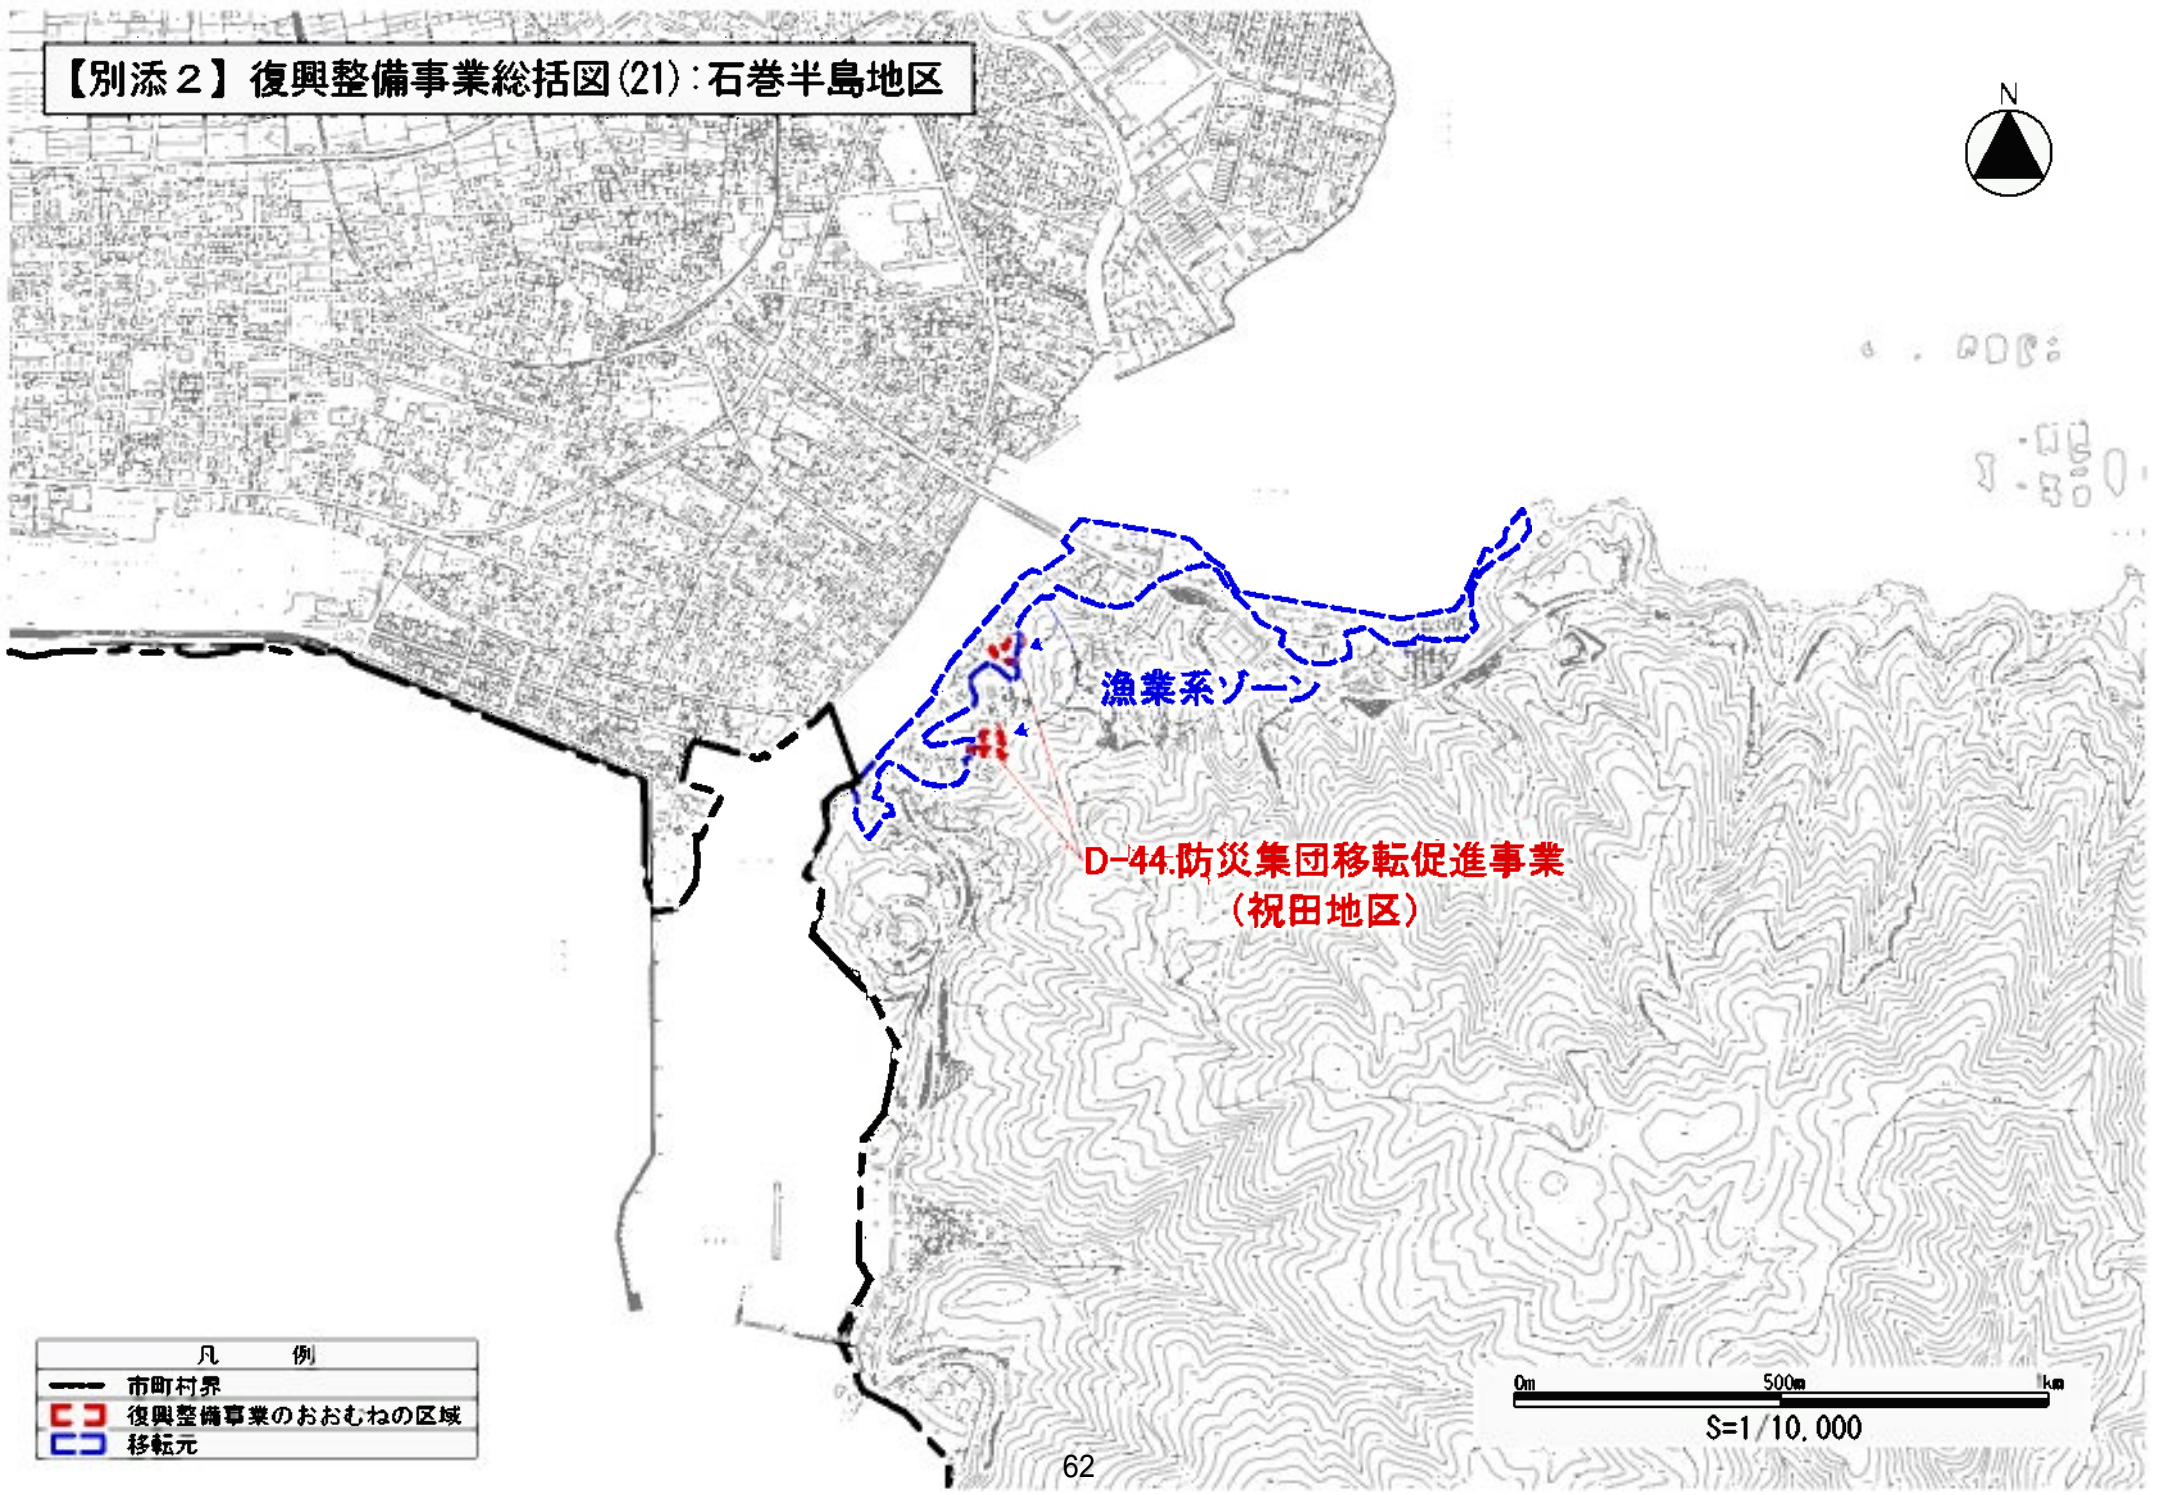 【別添２】復興整備事業総括図(21):石巻半島地区
N
漁業系ゾーン
D-44.防災集団移転促進事業
(祝田地区)
凡 例
市町村界
復興整備事業のおおむねの区域
移転元
0m 500m 1km
S=1/10,000
62